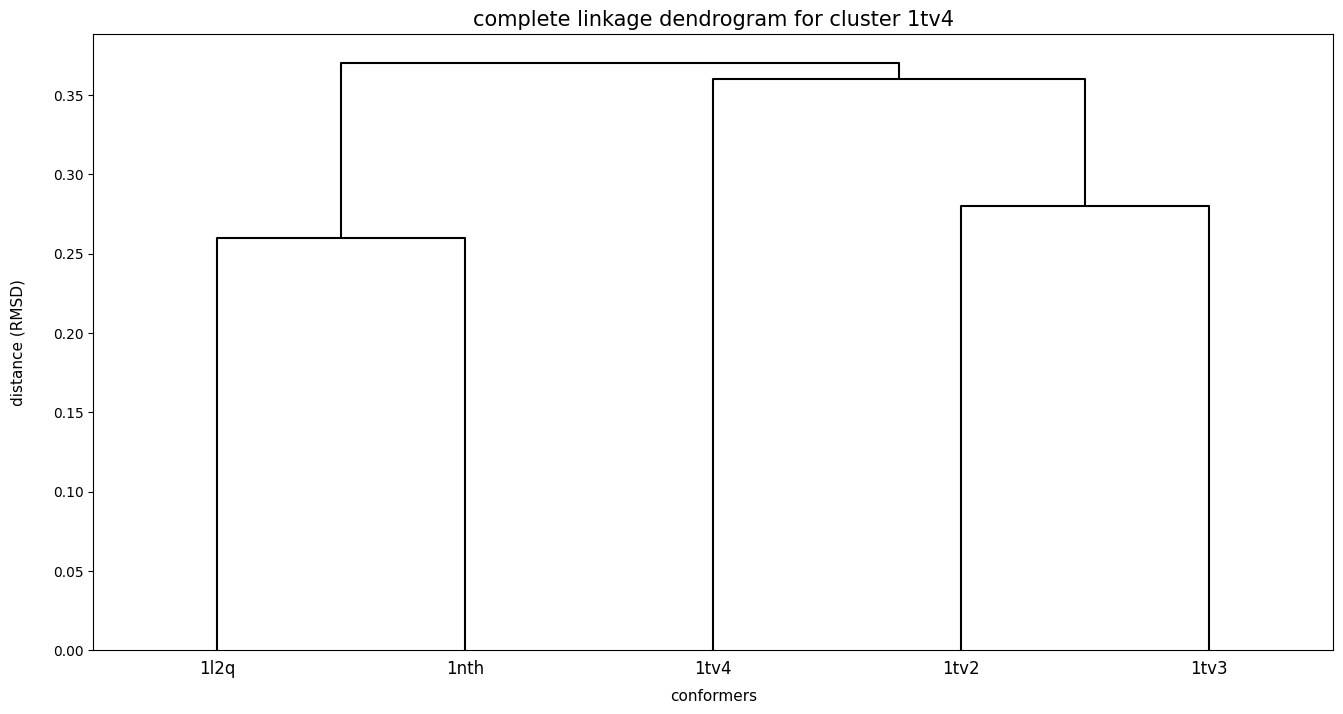 complete linkage dendrogram for cluster 1tv4
distance (RMSD)
0.35
0.30
0.25
0.20
0.15
0.10
0.05
0.00
1l2q 1nth 1tv4 1tv2 1tv3
conformers